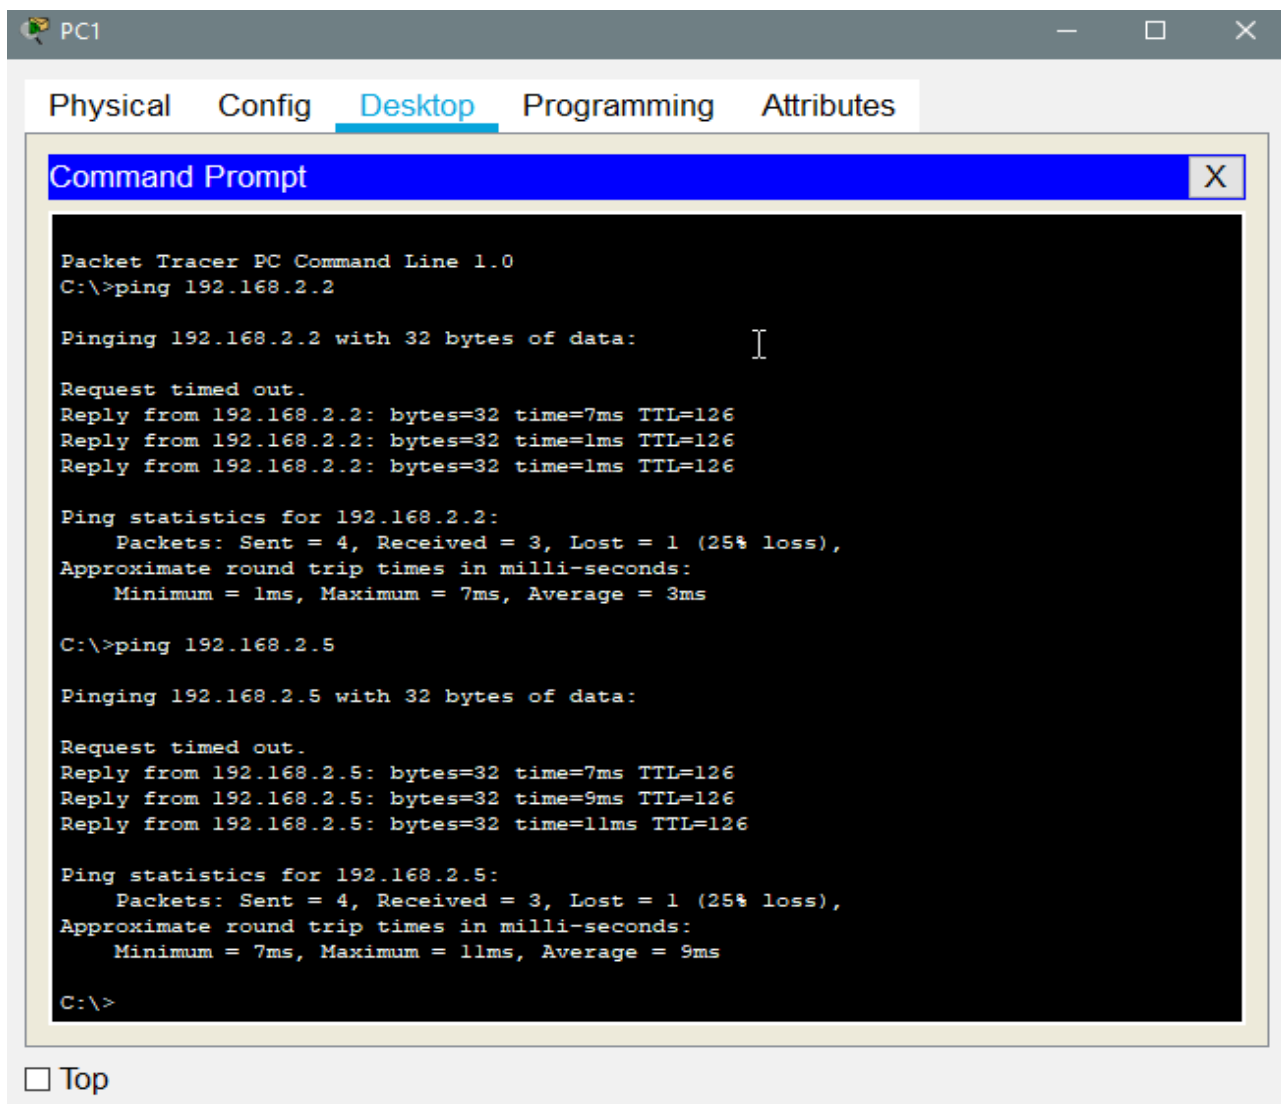 PC1
Physical Config Desktop Programming Attributes
Command Prompt X
Packet Tracer PC Command Line 1.0
C:\>ping 192.168.2.2
Pinging 192.168.2.2 with 32 bytes of data:
Request timed out.
Reply from 192.168.2.2: bytes=32 time=7ms TTL=126
Reply from 192.168.2.2: bytes=32 time=1ms TTL=126
Reply from 192.168.2.2: bytes=32 time=1ms TTL=126
Ping statistics for 192.168.2.2:
Packets: Sent = 4, Received = 3, Lost = 1 (25% loss),
Approximate round trip times in milli-seconds:
Minimum = 1ms, Maximum = 7ms, Average = 3ms
C:\>ping 192.168.2.5
Pinging 192.168.2.5 with 32 bytes of data:
Request timed out.
Reply from 192.168.2.5: bytes=32 time=7ms TTL=126
Reply from 192.168.2.5: bytes=32 time=9ms TTL=126
Reply from 192.168.2.5: bytes=32 time=11ms TTL=126
Ping statistics for 192.168.2.5:
Packets: Sent = 4, Received = 3, Lost = 1 (25% loss),
Approximate round trip times in milli-seconds:
Minimum = 7ms, Maximum = 11ms, Average = 9ms
C:\>
Top